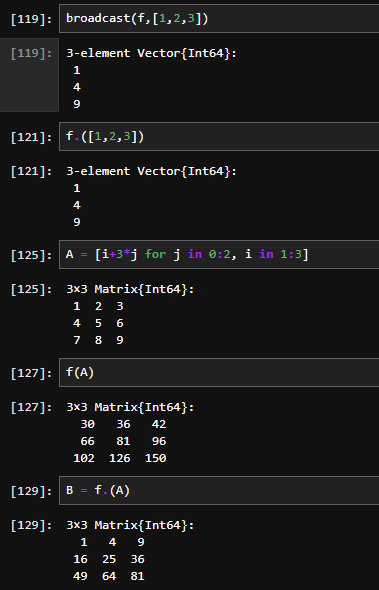 [119]: broadcast(f,[1,2,3])
[119]: 3-element Vector{Int64}:
1
4
9
[121]: f.([1,2,3])
[121]: 3-element Vector{Int64}:
1
4
9
[125]: A = [i+3*j for j in 0:2, i in 1:3]
[125]: 3×3 Matrix{Int64}:
1 2 3
4 5 6
7 8 9
[127]: f(A)
[127]: 3×3 Matrix{Int64}:
30 36 42
66 81 96
102 126 150
[129]: B = f.(A)
[129]: 3×3 Matrix{Int64}:
1 4 9
16 25 36
49 64 81